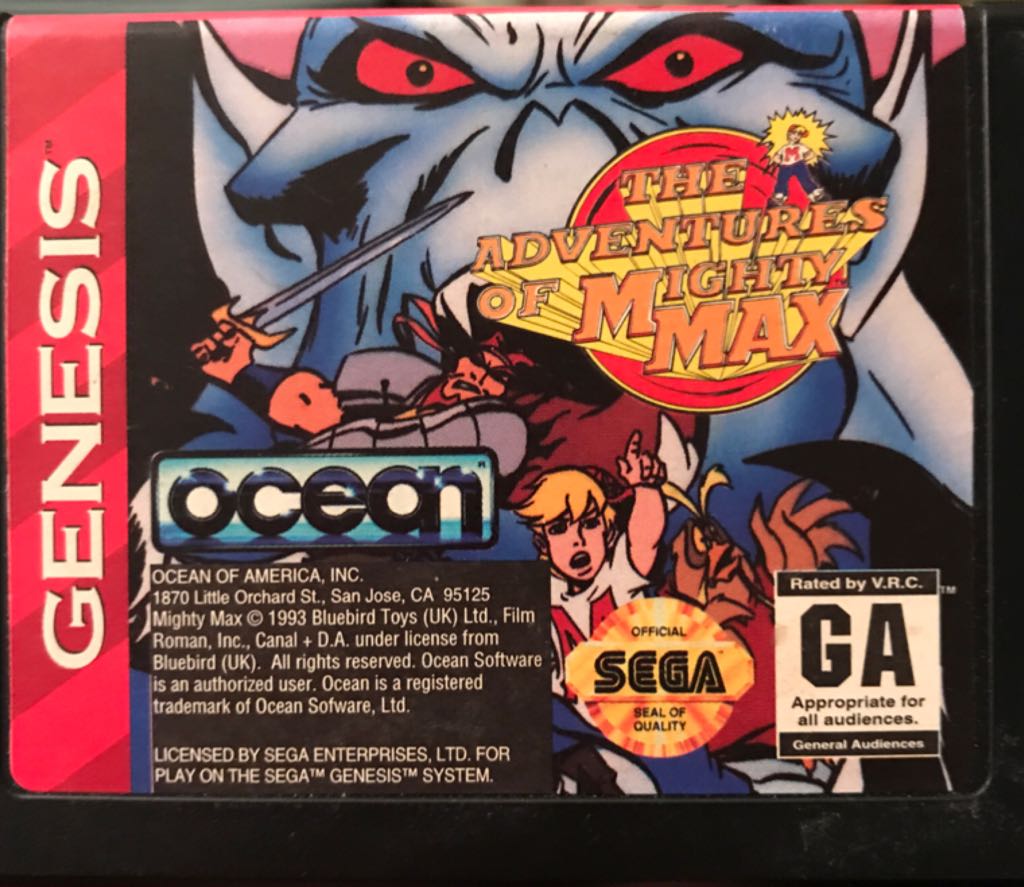 GENESIS™
THE
ADVENTURES
OF MIGHTY
MAX
M
ocean
OCEAN OF AMERICA, INC.
1870 Little Orchard St., San Jose, CA 95125
Mighty Max © 1993 Bluebird Toys (UK) Ltd., Film
Roman, Inc., Canal + D.A. under license from
Bluebird (UK). All rights reserved. Ocean Software
is an authorized user. Ocean is a registered
trademark of Ocean Sofware, Ltd.
LICENSED BY SEGA ENTERPRISES, LTD. FOR
PLAY ON THE SEGA™ GENESIS™ SYSTEM.
OFFICIAL
SEGA™
SEAL OF
QUALITY
Rated by V.R.C. ™
GA
Appropriate for
all audiences.
General Audiences